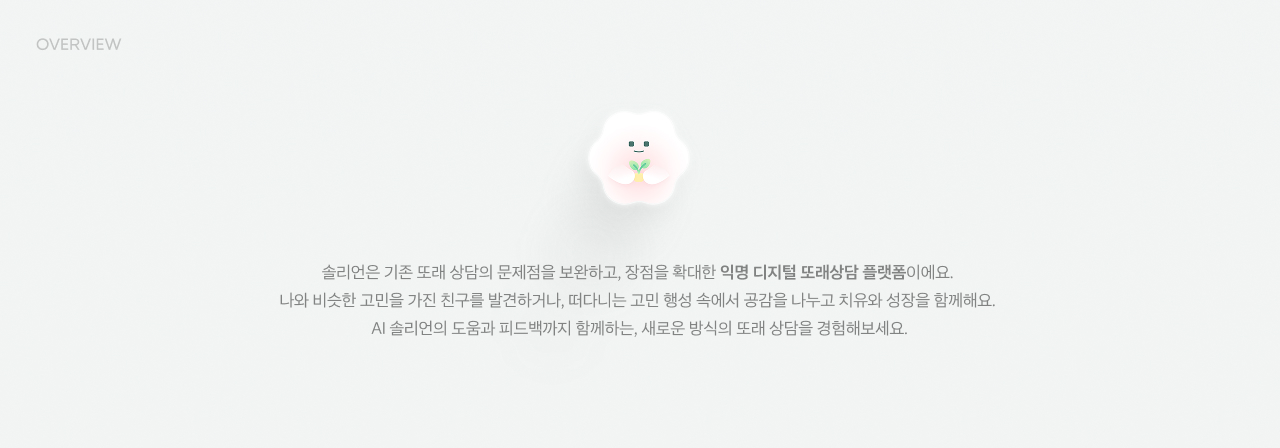 OVERVIEW
솔리언은 기존 또래 상담의 문제점을 보완하고, 장점을 확대한 익명 디지털 또래상담 플랫폼이에요.
나와 비슷한 고민을 가진 친구를 발견하거나, 떠다니는 고민 행성 속에서 공감을 나누고 치유와 성장을 함께해요.
AI 솔리언의 도움과 피드백까지 함께하는, 새로운 방식의 또래 상담을 경험해보세요.